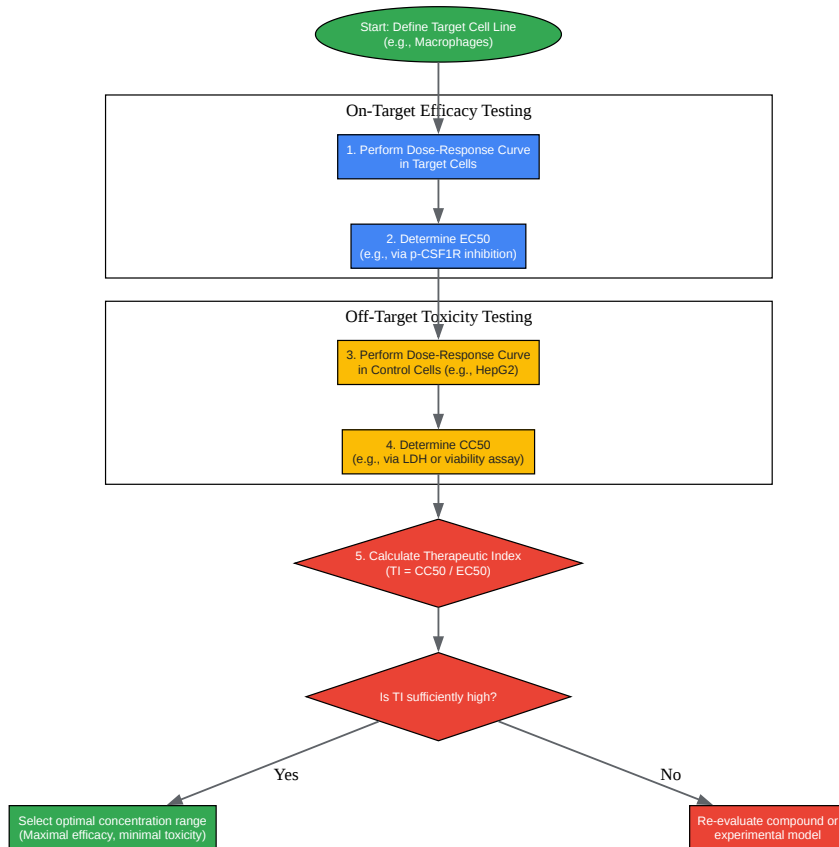 Start: Define Target Cell Line
(e.g., Macrophages)
On-Target Efficacy Testing
1. Perform Dose-Response Curve
in Target Cells
2. Determine EC50
(e.g., via p-CSF1R inhibition)
Off-Target Toxicity Testing
3. Perform Dose-Response Curve
in Control Cells (e.g., HepG2)
4. Determine CC50
(e.g., via LDH or viability assay)
5. Calculate Therapeutic Index
(TI = CC50 / EC50)
Is TI sufficiently high?
Yes
No
Select optimal concentration range
(Maximal efficacy, minimal toxicity)
Re-evaluate compound or
experimental model